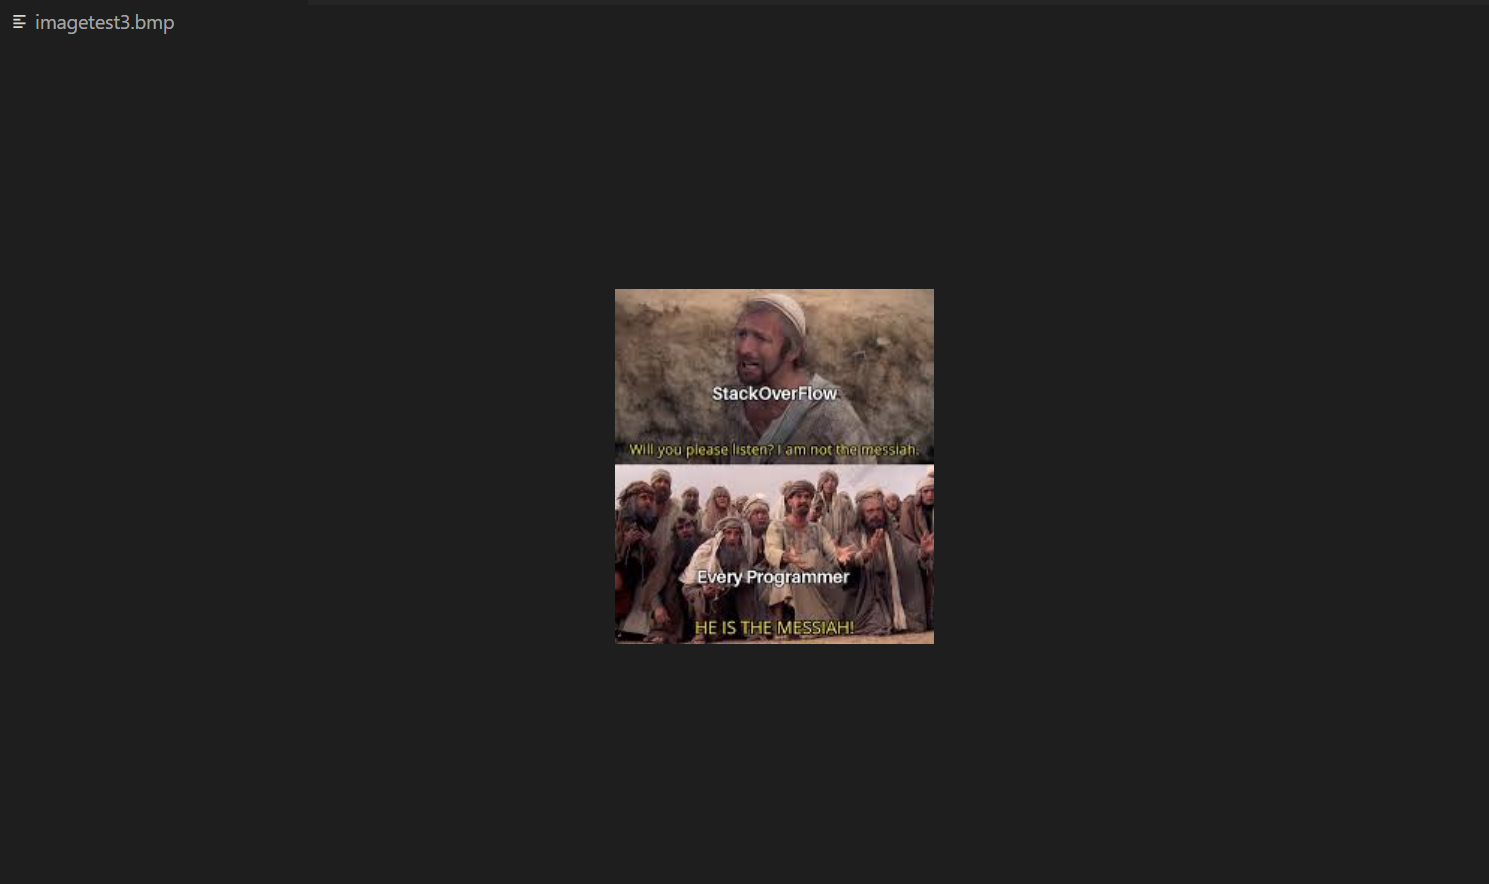 imagetest3.bmp
StackOverFlow
Will you please listen? I am not the messiah.
Every Programmer
HE IS THE MESSIAH!